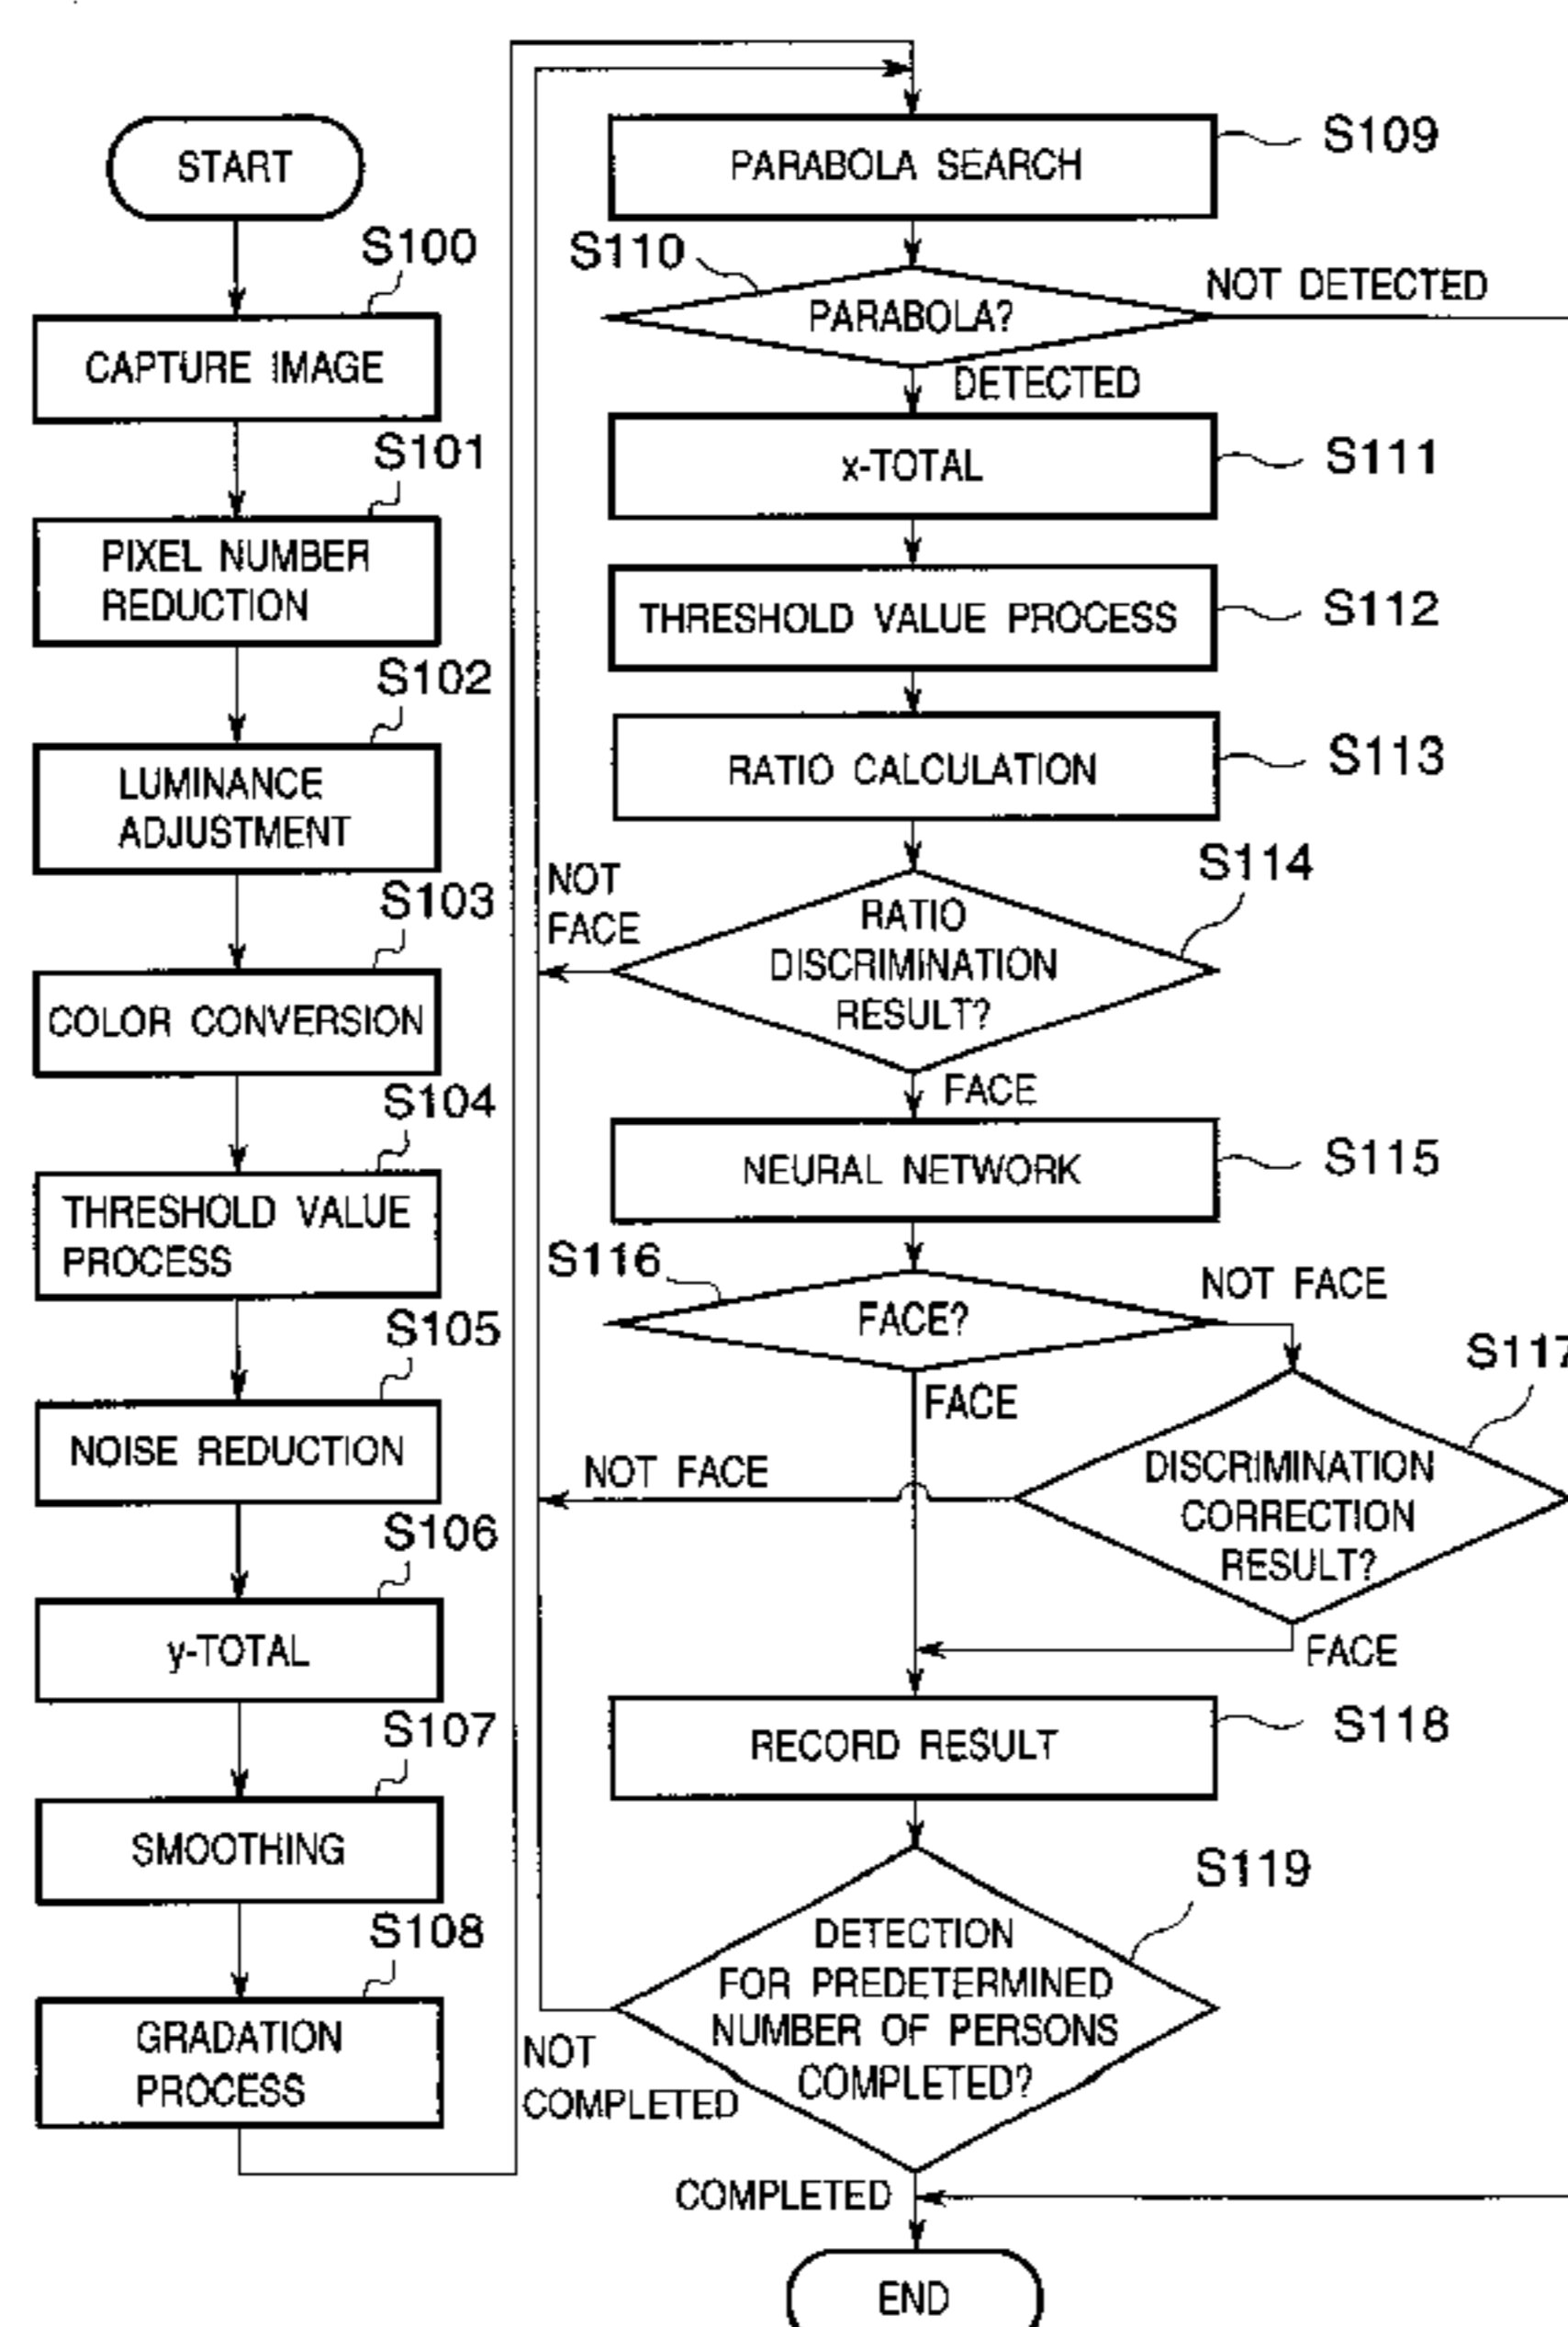 START
S100
CAPTURE IMAGE
S101
PIXEL NUMBER
REDUCTION
S102
LUMINANCE
ADJUSTMENT
S103
COLOR CONVERSION
S104
THRESHOLD VALUE
PROCESS
S105
NOISE REDUCTION
S106
y-TOTAL
S107
SMOOTHING
S108
GRADATION
PROCESS
PARABOLA SEARCH
S109
S110
PARABOLA?
NOT DETECTED
DETECTED
x-TOTAL
S111
THRESHOLD VALUE PROCESS
S112
RATIO CALCULATION
S113
S114
NOT
FACE
RATIO
DISCRIMINATION
RESULT?
FACE
NEURAL NETWORK
S115
S116
FACE?
NOT FACE
FACE
S117
NOT FACE
DISCRIMINATION
CORRECTION
RESULT?
FACE
RECORD RESULT
S118
S119
DETECTION
FOR PREDETERMINED
NUMBER OF PERSONS
COMPLETED?
NOT
COMPLETED
COMPLETED
END